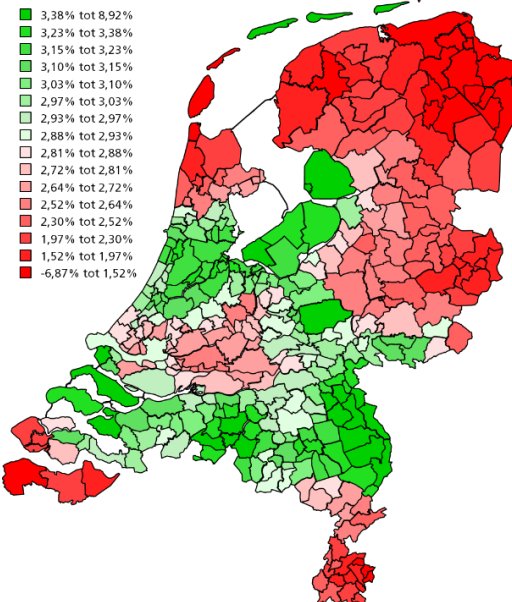 3,38% tot 8,92%
3,23% tot 3,38%
3,15% tot 3,23%
3,10% tot 3,15%
3,03% tot 3,10%
2,97% tot 3,03%
2,93% tot 2,97%
2,88% tot 2,93%
2,81% tot 2,88%
2,72% tot 2,81%
2,64% tot 2,72%
2,52% tot 2,64%
2,30% tot 2,52%
1,97% tot 2,30%
1,52% tot 1,97%
-6,87% tot 1,52%